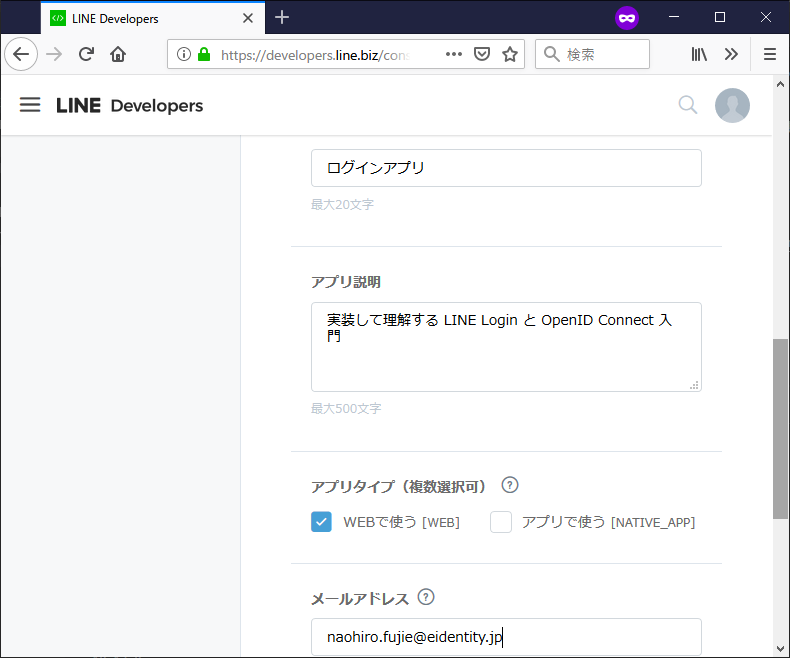 LINE Developers
https://developers.line.biz/con
検索
LINE Developers
ログインアプリ
最大20文字
アプリ説明
実装して理解する LINE Login と OpenID Connect 入
門
最大500文字
アプリタイプ（複数選択可） ?
WEBで使う [WEB] アプリで使う [NATIVE_APP]
メールアドレス ?
naohiro.fujie@eidentity.jp